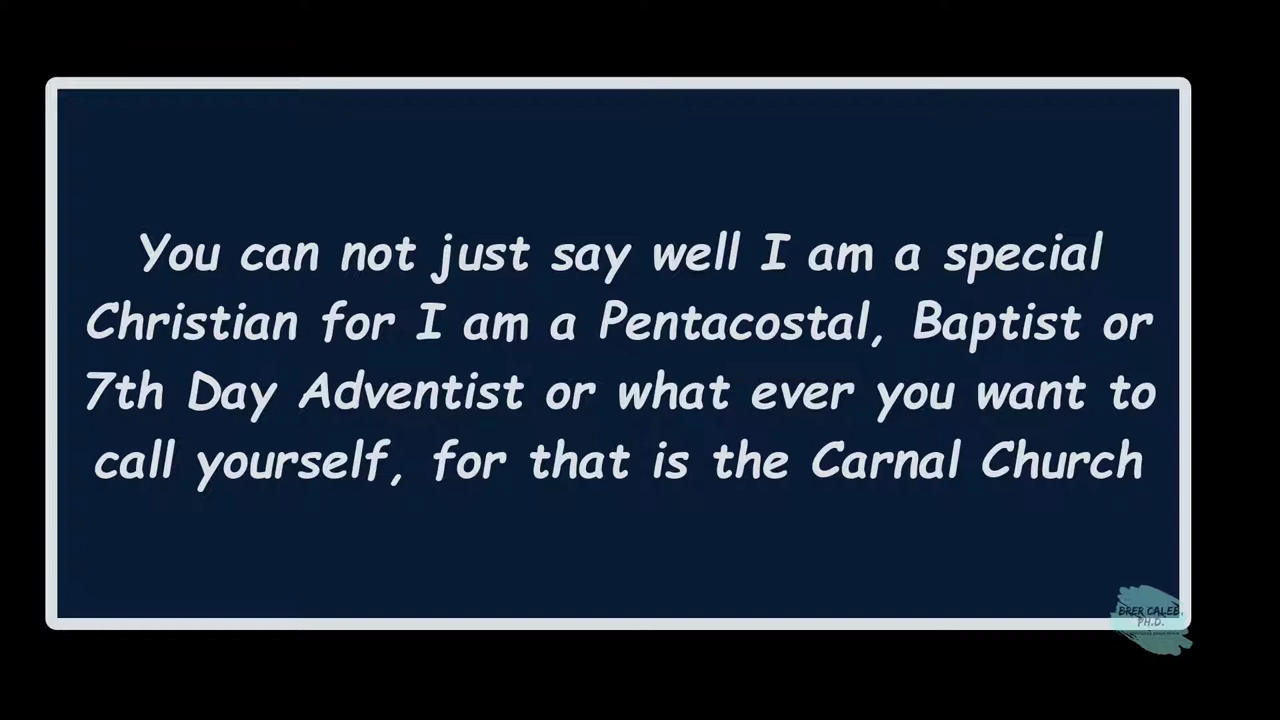 You can not just say well I am a special
Christian for I am a Pentacostal, Baptist or
7th Day Adventist or what ever you want to
call yourself, for that is the Carnal Church
BRER CALEB,
PH.D.